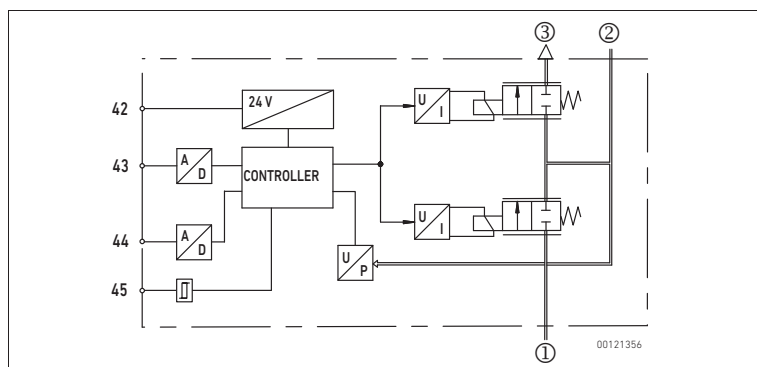 ③ ②
42
24 V
U
I
43
A
D
CONTROLLER
44
A
D
U
I
45
U
P
①
00121356